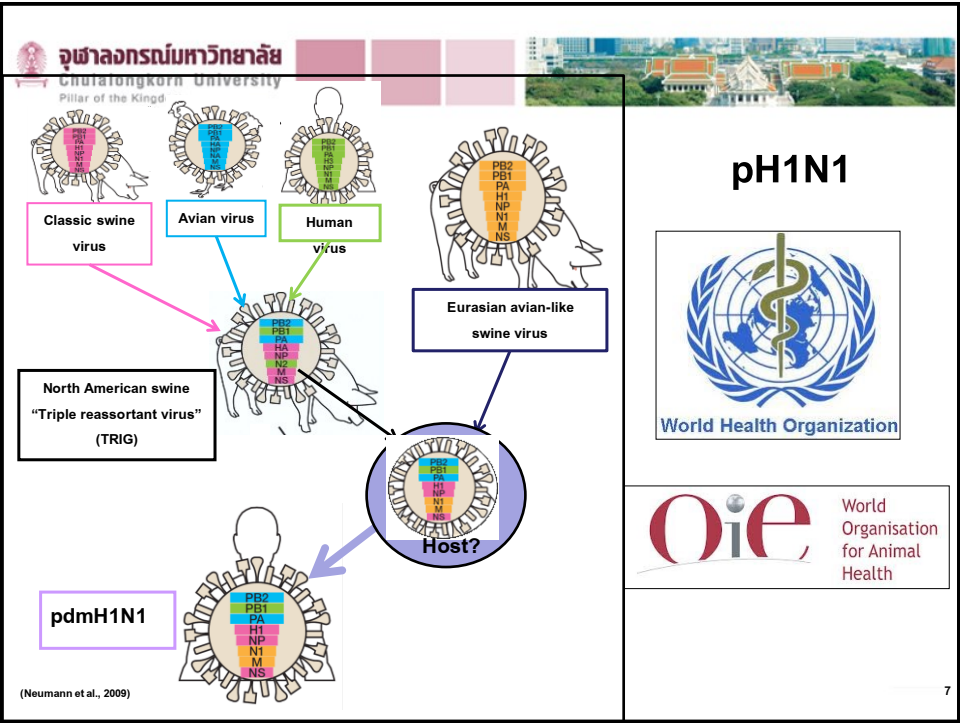 จุฬาลงกรณ์มหาวิทยาลัย
Chulalongkorn University
Pillar of the Kingd
PB2
PB1
PA
H1
NP
N1
M
NS
PB2
PB1
PA
HA
NP
NA
M
NS
PB2
PB1
PA
H3
NP
N1
M
NS
PB2
PB1
PA
H1
NP
N1
M
NS
pH1N1
Classic swine
virus
Avian virus
Human
virus
Eurasian avian-like
swine virus
PB2
PB1
PA
HA
NP
N2
M
NS
North American swine
“Triple reassortant virus”
(TRIG)
World Health Organization
PB2
PB1
PA
H1
NP
N1
M
NS
Host?
Oie
World
Organisation
for Animal
Health
pdmH1N1
PB2
PB1
PA
H1
NP
N1
M
NS
(Neumann et al., 2009)
7